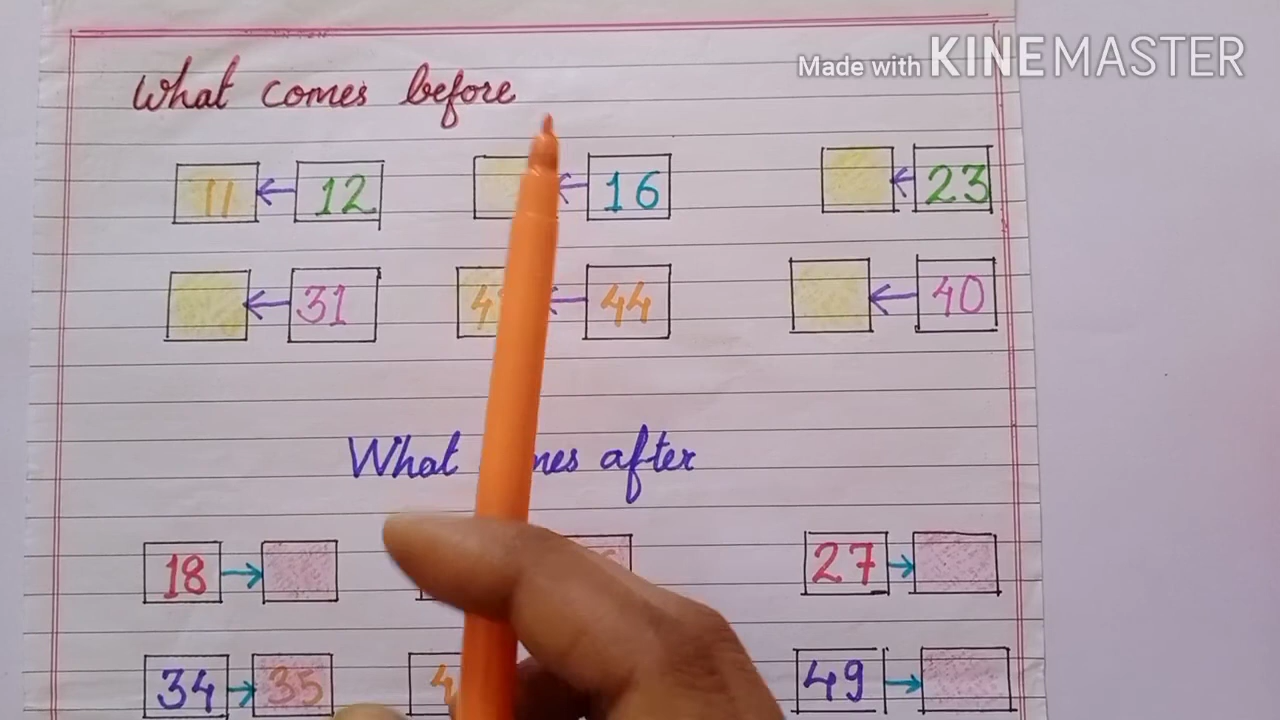 Made with KINEMASTER
What comes before
11 12 16 23
31 44 40
What after
18 27
34 35 49